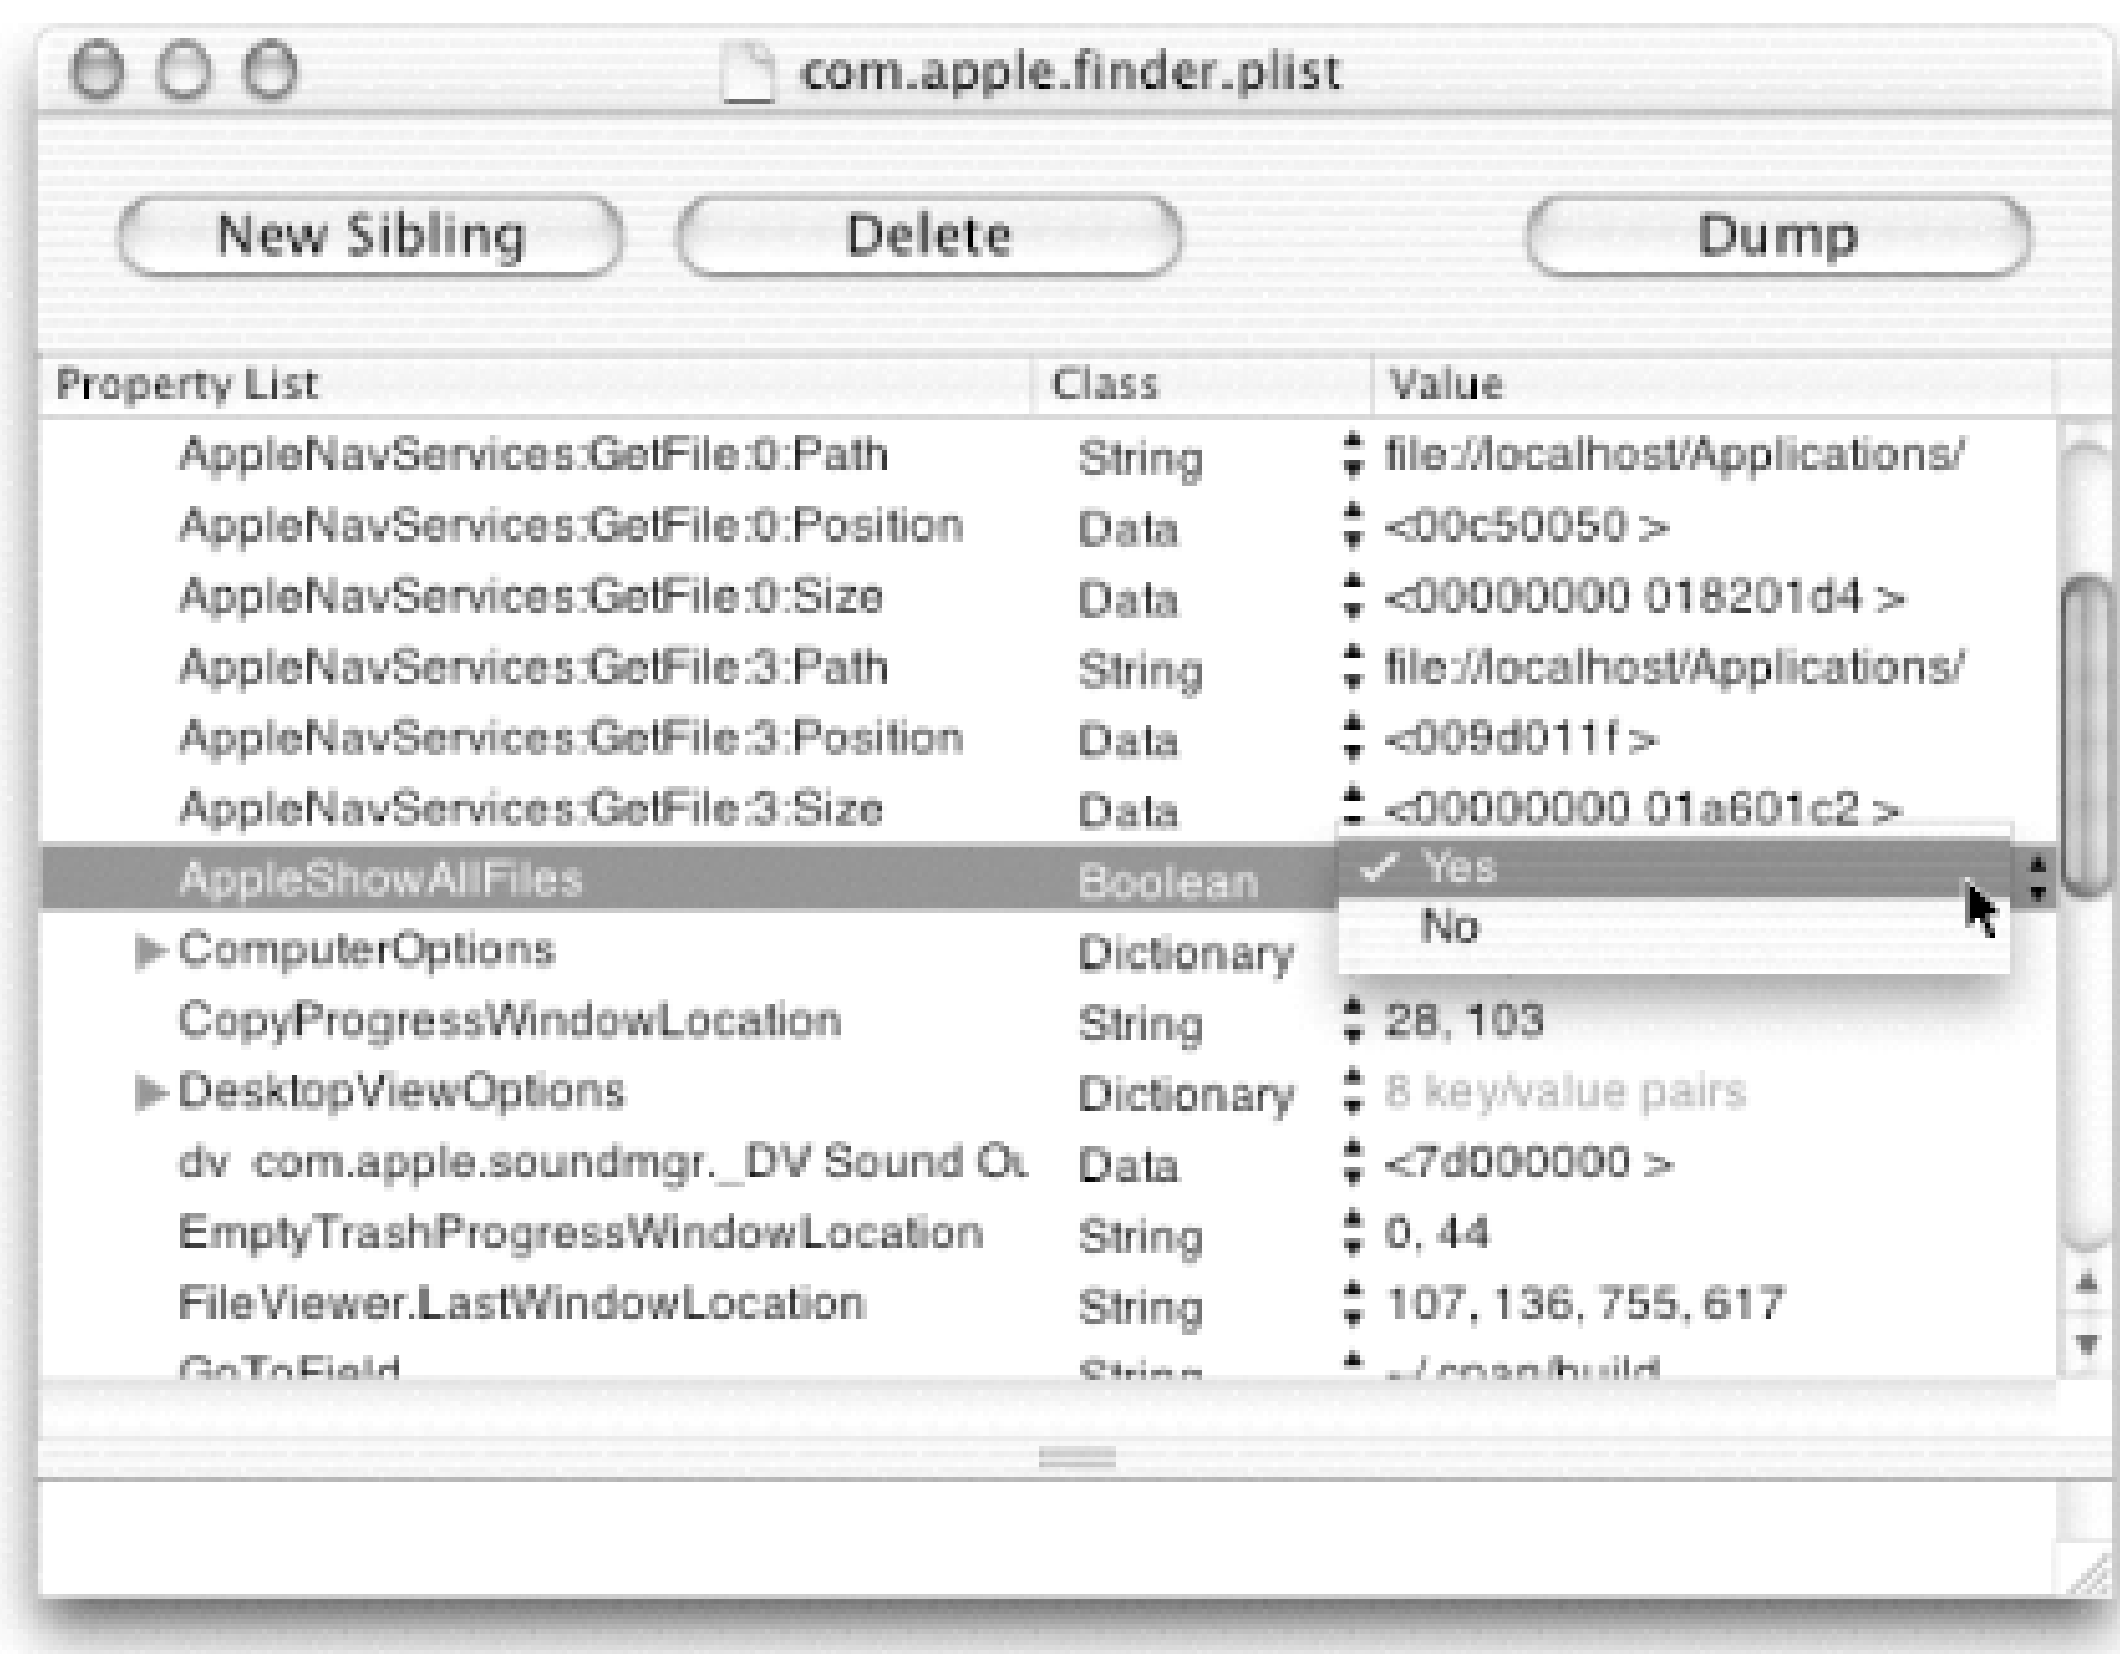 com.apple.finder.plist
New Sibling Delete Dump
Property List Class Value
AppleNavServices:GetFile:0:Path String file://localhost/Applications/
AppleNavServices:GetFile:0:Position Data <00c50050 >
AppleNavServices:GetFile:0:Size Data <00000000 018201d4 >
AppleNavServices:GetFile:3:Path String file://localhost/Applications/
AppleNavServices:GetFile:3:Position Data <009d011f >
AppleNavServices:GetFile:3:Size Data <00000000 01a601c2 >
AppleShowAllFiles Boolean ✓ Yes
No
ComputerOptions Dictionary
CopyProgressWindowLocation String 28, 103
DesktopViewOptions Dictionary 8 key/value pairs
dv com.apple.soundmgr._DV Sound Data <7d000000 >
EmptyTrashProgressWindowLocation String 0, 44
FileViewer.LastWindowLocation String 107, 136, 755, 617
GoToField String